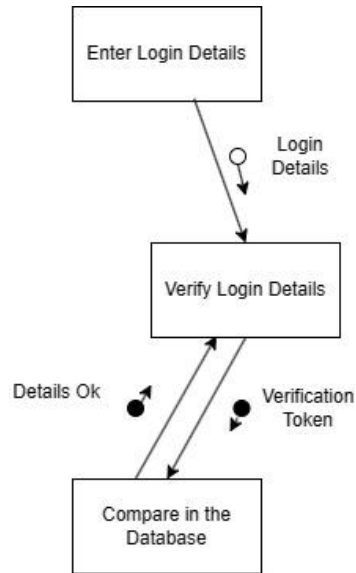 Enter Login Details
Login
Details
Verify Login Details
Details Ok
Verification
Token
Compare in the
Database